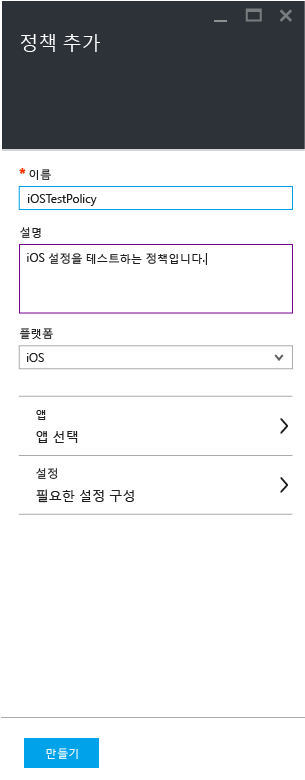 정책 추가
* 이름
iOSTestPolicy
설명
iOS 설정을 테스트하는 정책입니다.
플랫폼
iOS
앱
앱 선택
설정
필요한 설정 구성
만들기